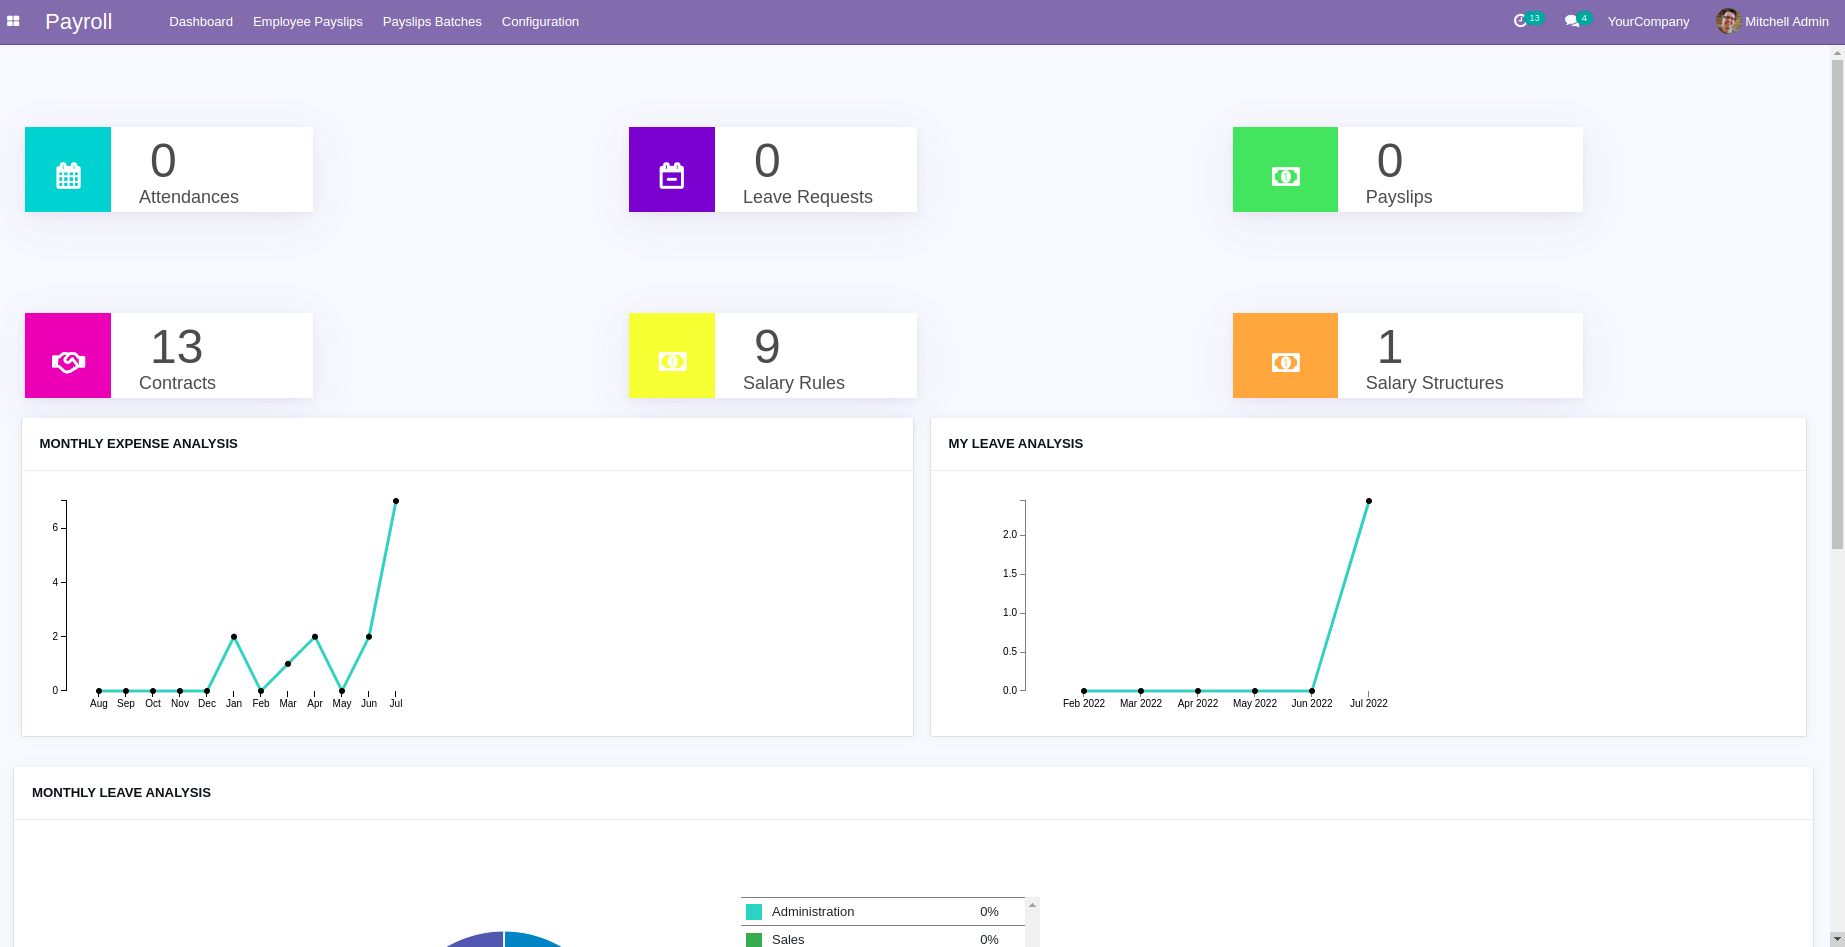 Payroll Dashboard Employee Payslips Payslips Batches Configuration 13 4 YourCompany Mitchell Admin
0
Attendances
0
Leave Requests
0
Payslips
13
Contracts
9
Salary Rules
1
Salary Structures
MONTHLY EXPENSE ANALYSIS
6
4
2
0
Aug Sep Oct Nov Dec Jan Feb Mar Apr May Jun Jul
MY LEAVE ANALYSIS
2.0
1.5
1.0
0.5
0.0
Feb 2022 Mar 2022 Apr 2022 May 2022 Jun 2022 Jul 2022
MONTHLY LEAVE ANALYSIS
Administration 0%
Sales 0%